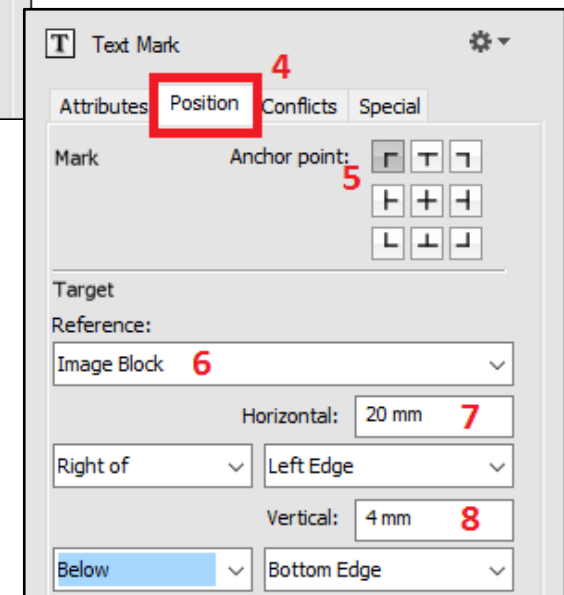 T Text Mark
4
Attributes Position Conflicts Special
Mark Anchor point:
5
Target
Reference:
Image Block 6
Horizontal: 20 mm 7
Right of Left Edge
Vertical: 4 mm 8
Below Bottom Edge